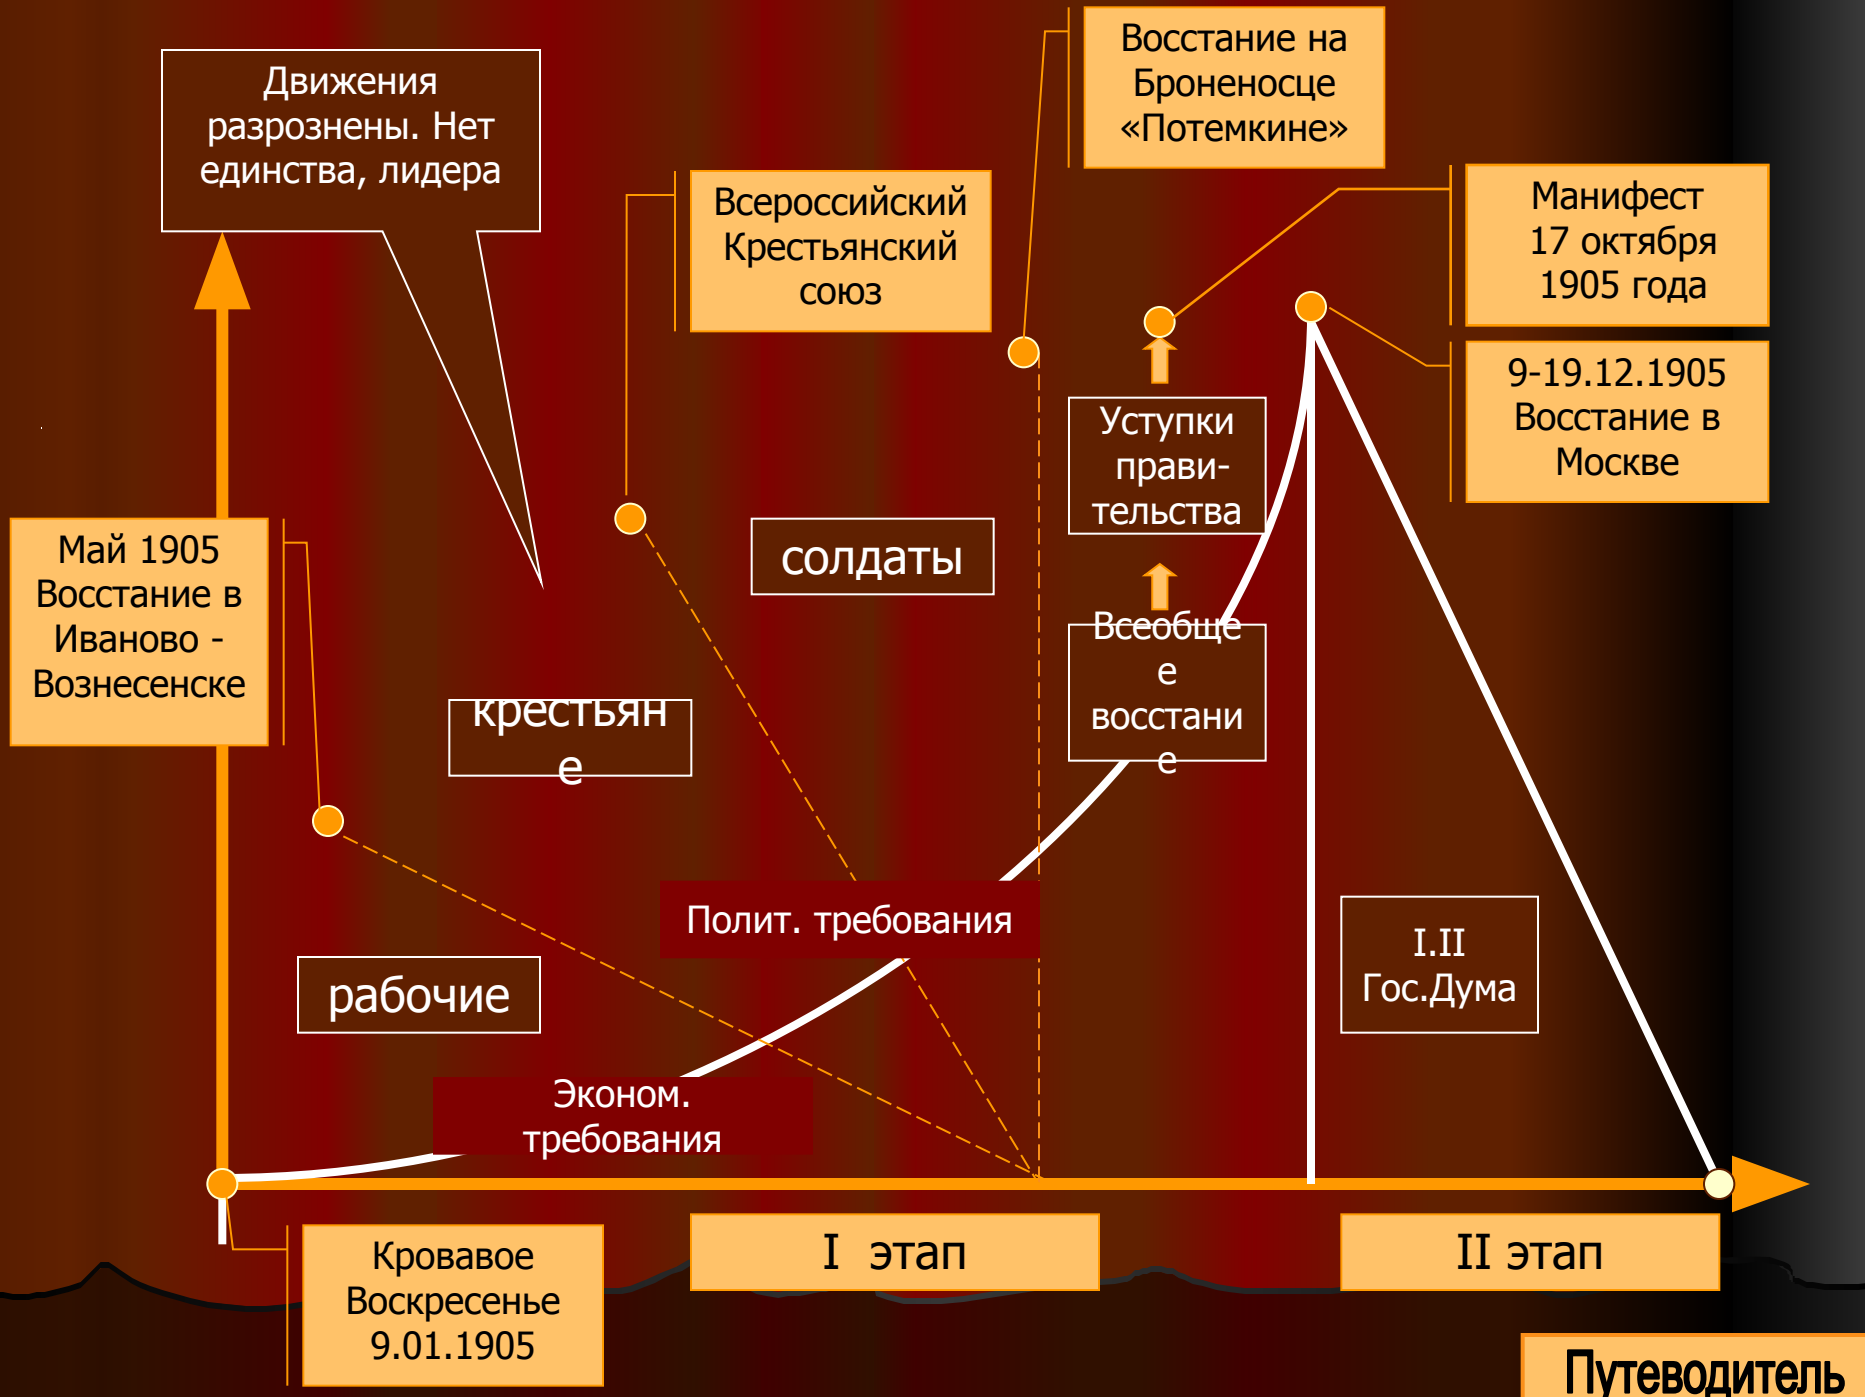 Движения
разрознены. Нет
единства, лидера
Восстание на
Броненосце
«Потемкине»
Всероссийский
Крестьянский
союз
Манифест
17 октября
1905 года
9-19.12.1905
Восстание в
Москве
Уступки
прави-
тельства
Май 1905
Восстание в
Иваново -
Вознесенске
солдаты
Всеобще
е
восстани
е
крестьян
е
Полит. требования
рабочие
I.II
Гос.Дума
Эконом.
требования
I этап
II этап
Кровавое
Воскресенье
9.01.1905
Путеводитель